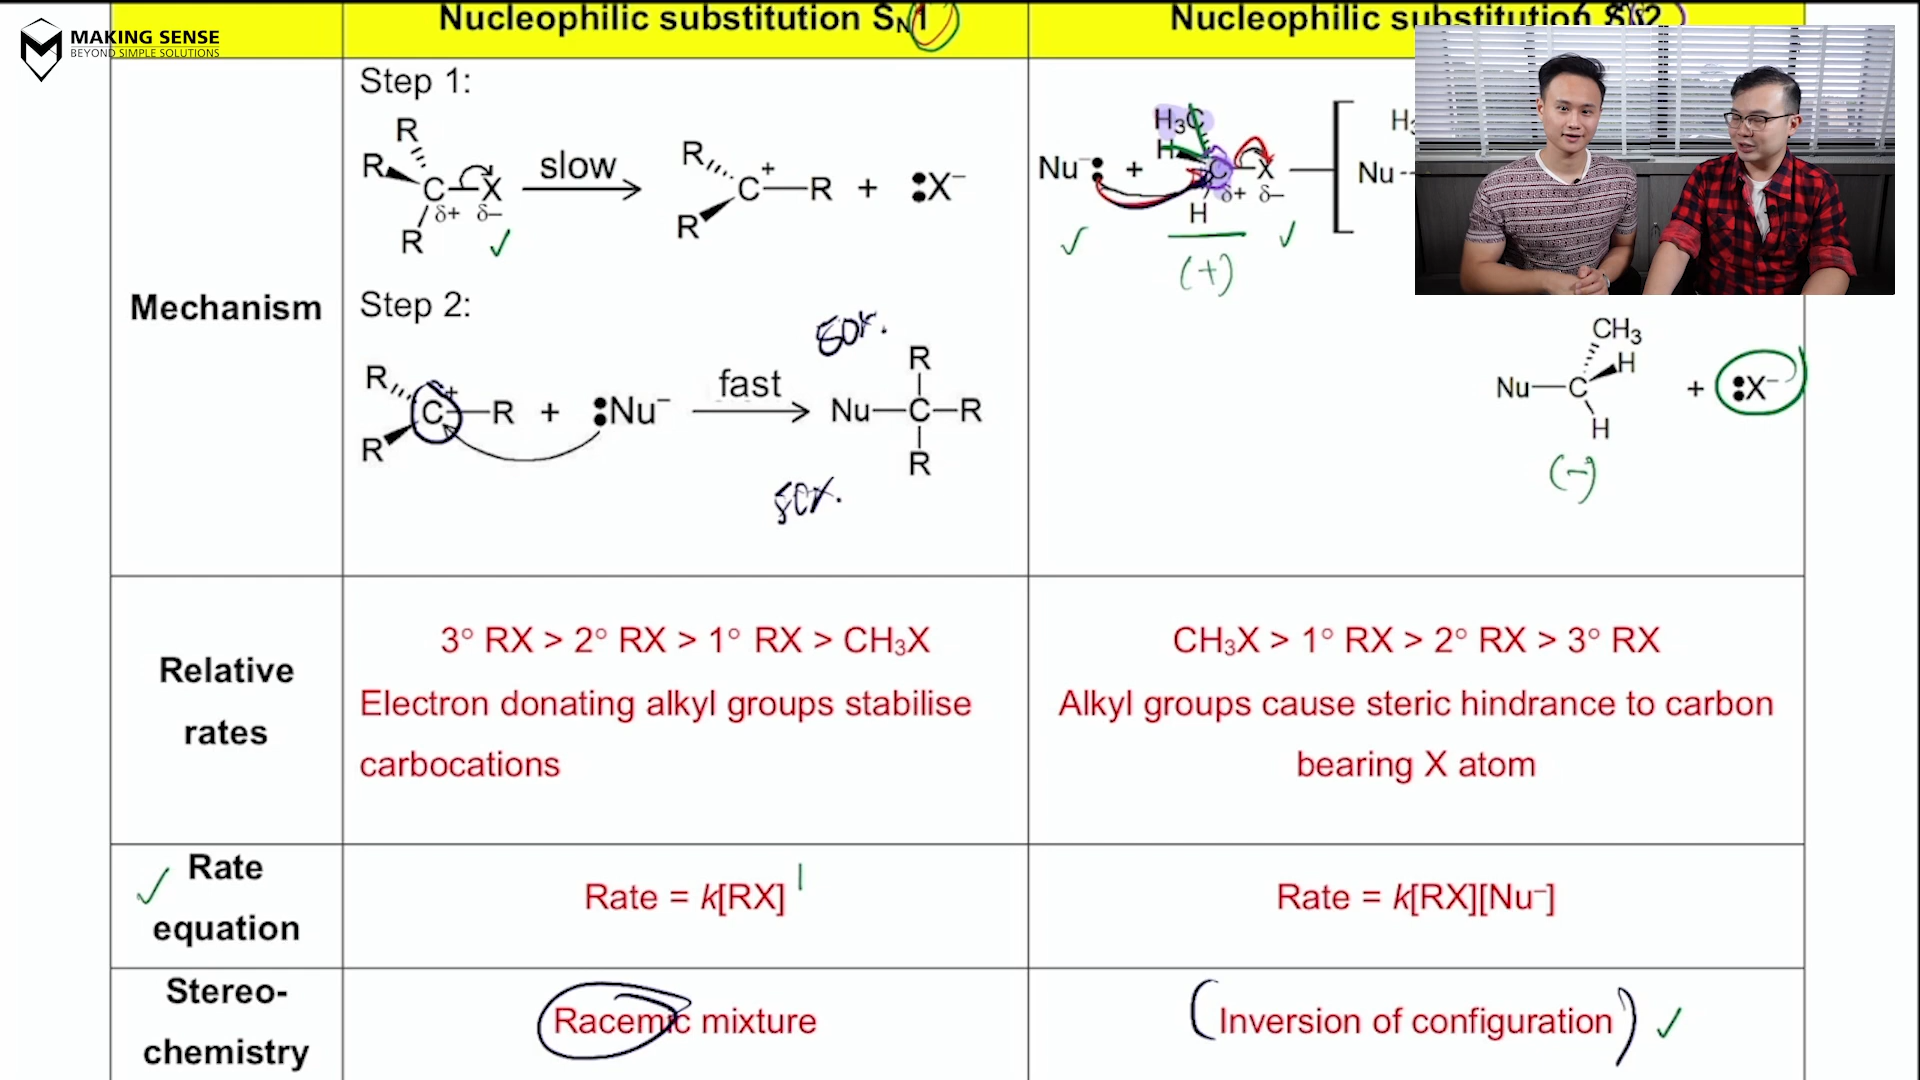 MAKING SENSE
BEYOND SIMPLE SOLUTIONS
Nucleophilic substitution SN1
Nucleophilic substitution SN2
Mechanism
Step 1:
R
R
C—X
δ+ δ–
R
slow
R
C+—R + :X–
R
✓
Step 2:
R
C+—R + :Nu–
R
fast
R
Nu—C—R
R
50%.
50%.
Nu–: +
H3C
H
C—X
δ+ δ–
H
✓
✓
(+)
H
Nu--
CH3
H
Nu—C
H
+ :X–
(–)
Relative rates
3° RX > 2° RX > 1° RX > CH3X
Electron donating alkyl groups stabilise
carbocations
CH3X > 1° RX > 2° RX > 3° RX
Alkyl groups cause steric hindrance to carbon
bearing X atom
✓ Rate
equation
Rate = k[RX] 1
Rate = k[RX][Nu–]
Stereo-
chemistry
Racemic mixture
(Inversion of configuration) ✓